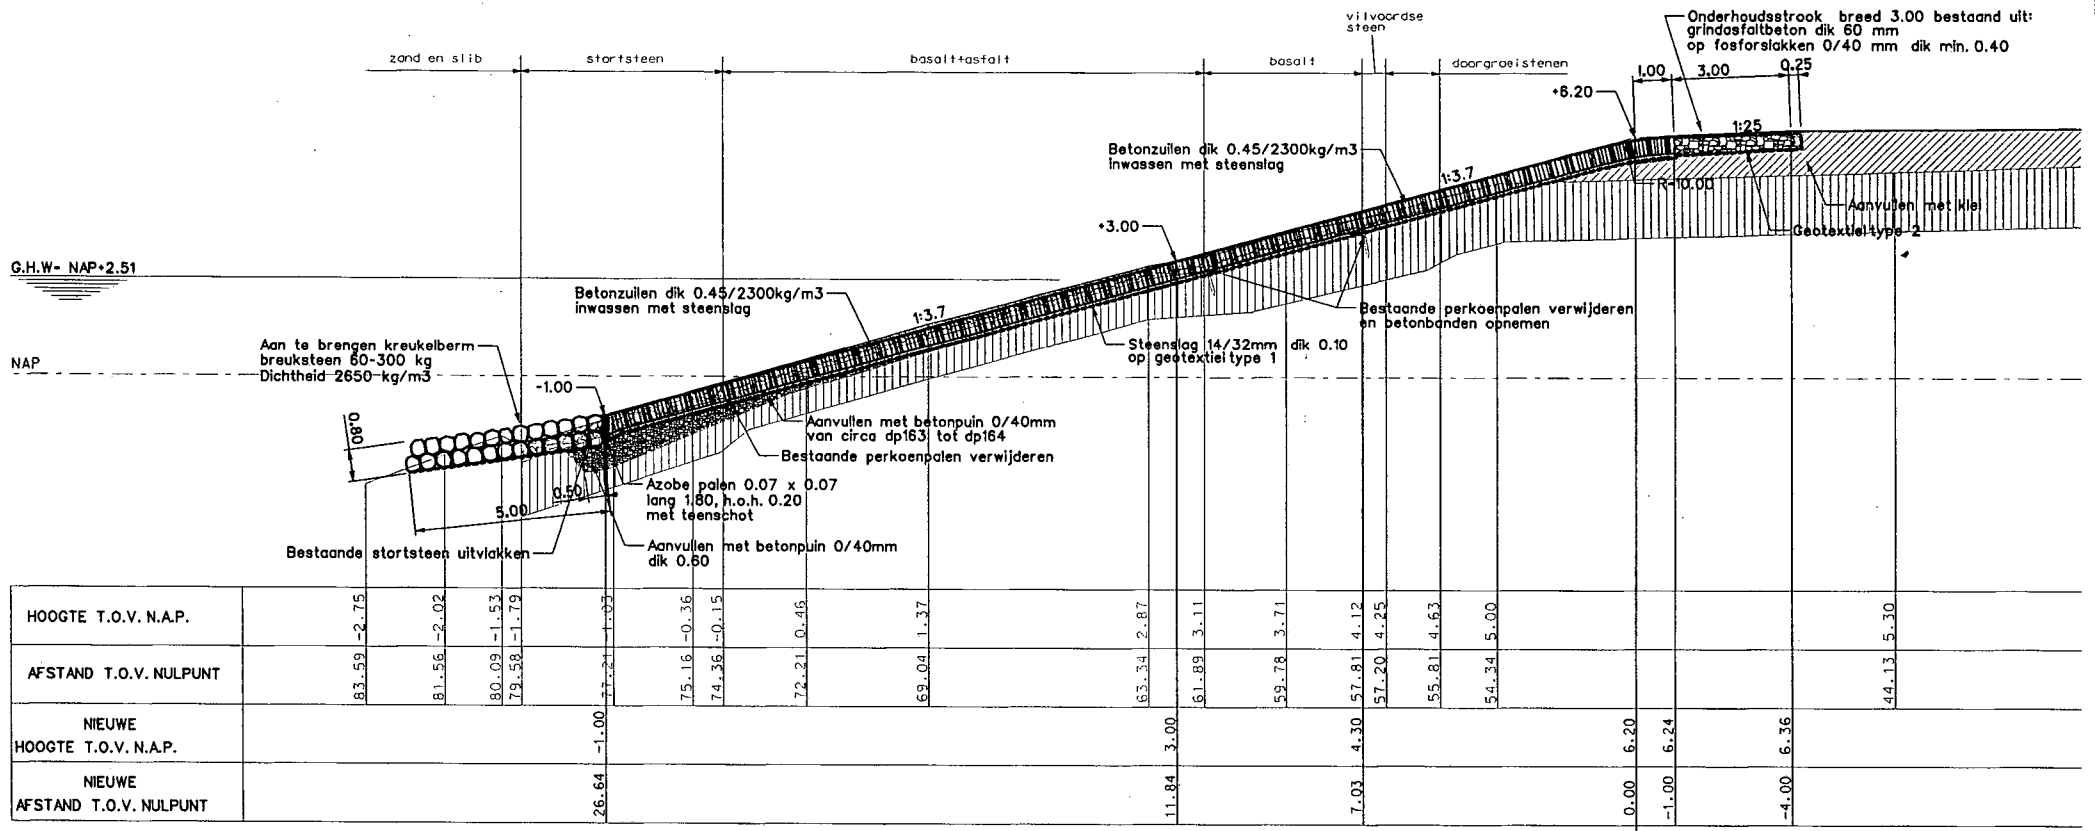 vilvoordse
steen
zand en slib
stortsteen
basalt+asfalt
basalt
doorgroeistenen
Onderhoudsstrook breed 3.00 bestaand uit:
grindasfaltbeton dik 60 mm
op fosforslakken 0/40 mm dik min. 0.40
1.00
3.00
0.25
+6.20
1:25
Betonzuilen dik 0.45/2300kg/m3
inwassen met steenslag
1:3.7
R=10.00
Aanvullen met klei
Geotextiel type 2
+3.00
G.H.W= NAP+2.51
Betonzuilen dik 0.45/2300kg/m3
inwassen met steenslag
1:3.7
Bestaande perkoenpalen verwijderen
en betonbanden opnemen
Steenslag 14/32mm dik 0.10
op geotextiel type 1
Aan te brengen kreukelberm
breuksteen 60-300 kg
Dichtheid 2650 kg/m3
NAP
-1.00
0.80
Aanvullen met betonpuin 0/40mm
van circa dp163 tot dp164
Bestaande perkoenpalen verwijderen
Azobe palen 0.07 x 0.07
lang 1.80, h.o.h. 0.20
met teenschot
0.50
5.00
Bestaande stortsteen uitvlakken
Aanvullen met betonpuin 0/40mm
dik 0.60
HOOGTE T.O.V. N.A.P.
-2.75 -2.02 -1.53 -1.79 -1.03 -0.36 -0.15 0.46 1.37 2.87 3.11 3.71 4.12 4.25 4.63 5.00 5.30
AFSTAND T.O.V. NULPUNT
83.59 81.56 80.09 79.58 77.21 75.16 74.36 72.21 69.04 63.34 61.89 59.78 57.81 57.20 55.81 54.34 44.13
NIEUWE
HOOGTE T.O.V. N.A.P.
-1.00 3.00 4.30 6.20 6.24 6.36
NIEUWE
AFSTAND T.O.V. NULPUNT
26.64 11.84 7.03 0.00 -1.00 -4.00